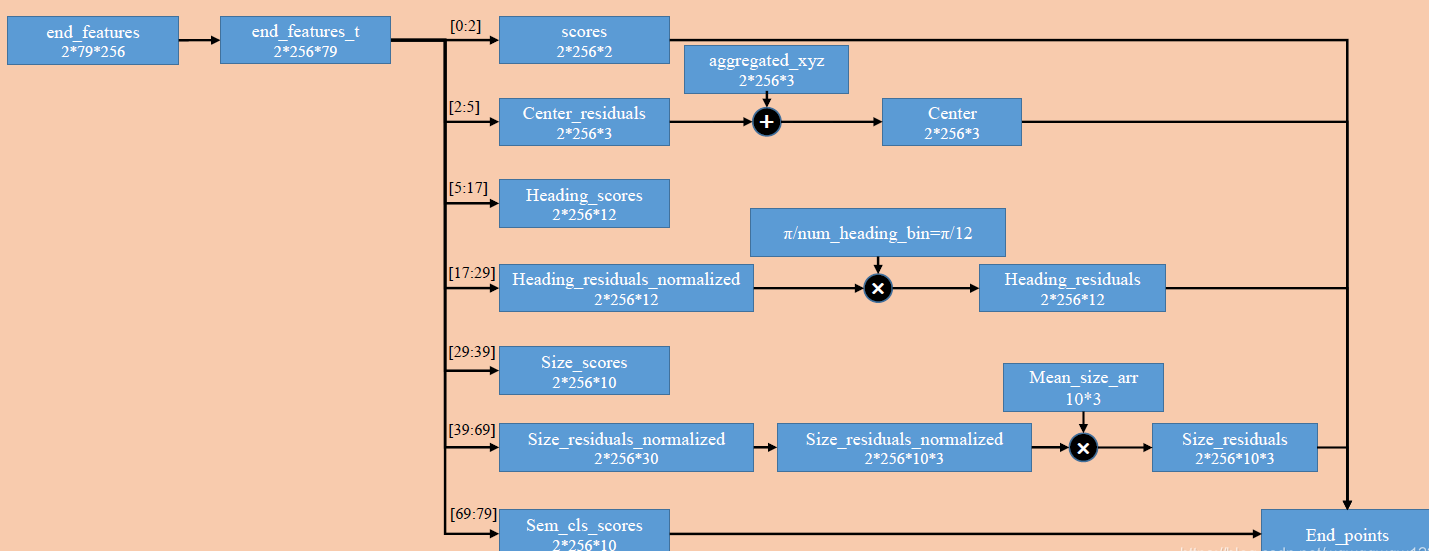 end_features
2*79*256
end_features_t
2*256*79
[0:2]
scores
2*256*2
aggregated_xyz
2*256*3
[2:5]
Center_residuals
2*256*3
+
Center
2*256*3
[5:17]
Heading_scores
2*256*12
π/num_heading_bin=π/12
[17:29]
Heading_residuals_normalized
2*256*12
×
Heading_residuals
2*256*12
[29:39]
Size_scores
2*256*10
Mean_size_arr
10*3
[39:69]
Size_residuals_normalized
2*256*30
Size_residuals_normalized
2*256*10*3
×
Size_residuals
2*256*10*3
[69:79]
Sem_cls_scores
2*256*10
End_points